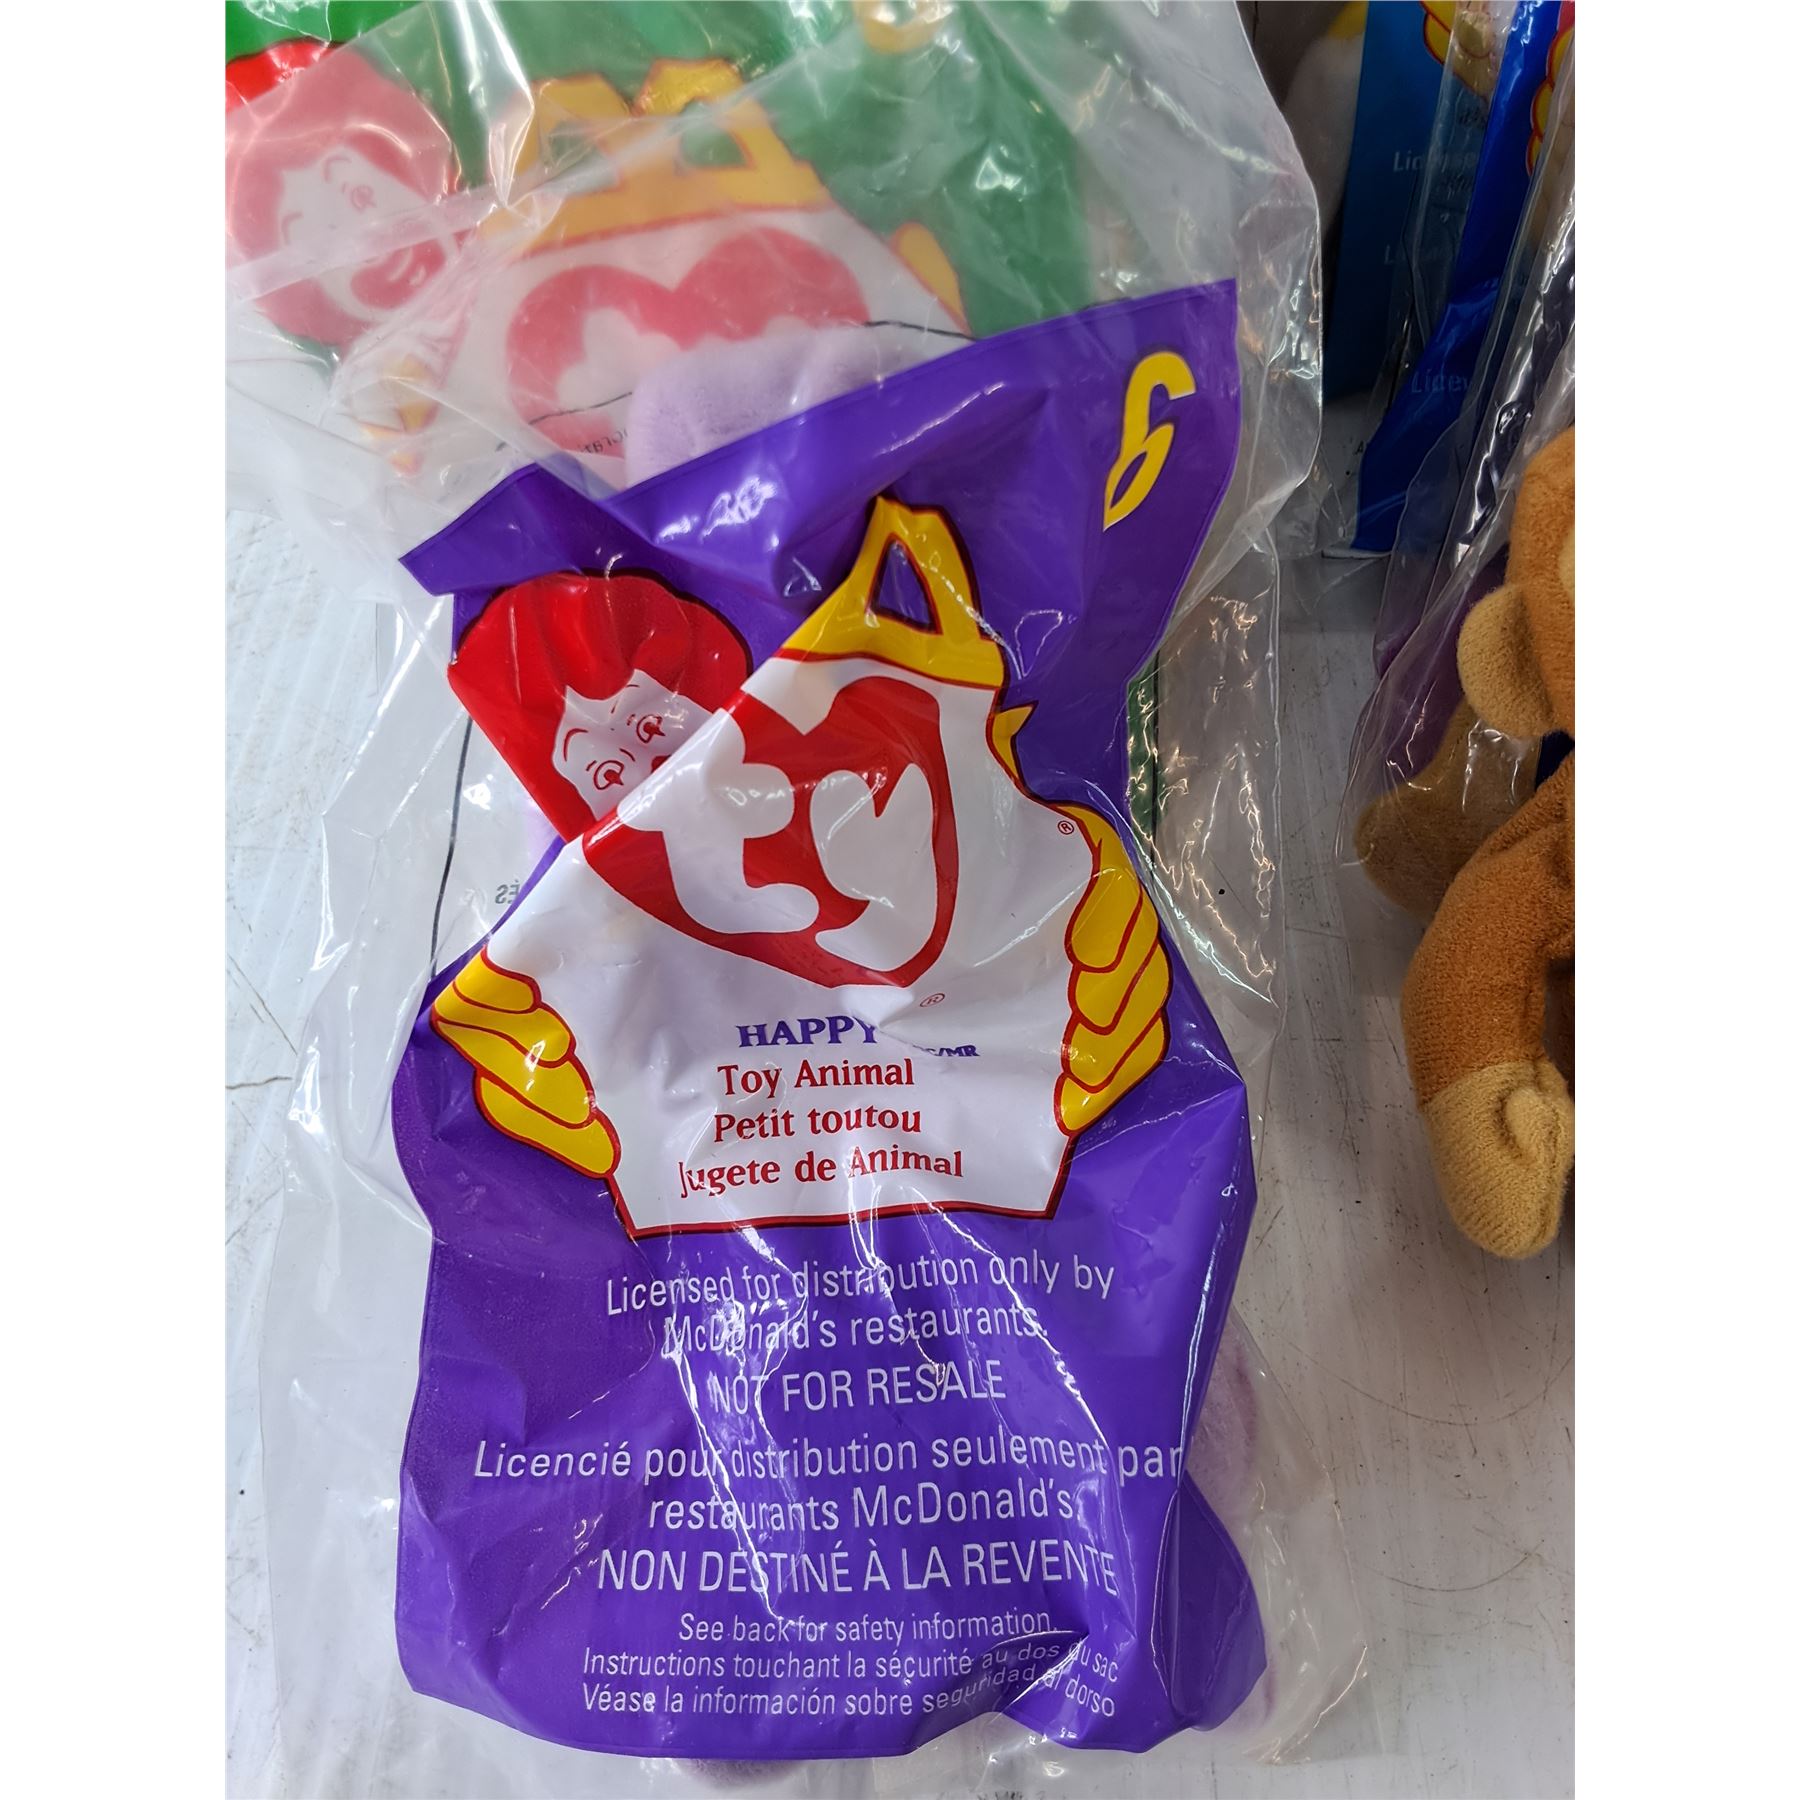 6
ty
®
®
HAPPY
Toy Animal
Petit toutou
Jugete de Animal
Licensed for distribution only by
McDonald's restaurants.
NOT FOR RESALE
Licencié pour distribution seulement par
restaurants McDonald's.
NON DESTINÉ À LA REVENTE
See back for safety information.
Instructions touchant la sécurité au dos du sac
Véase la información sobre seguridad al dorso